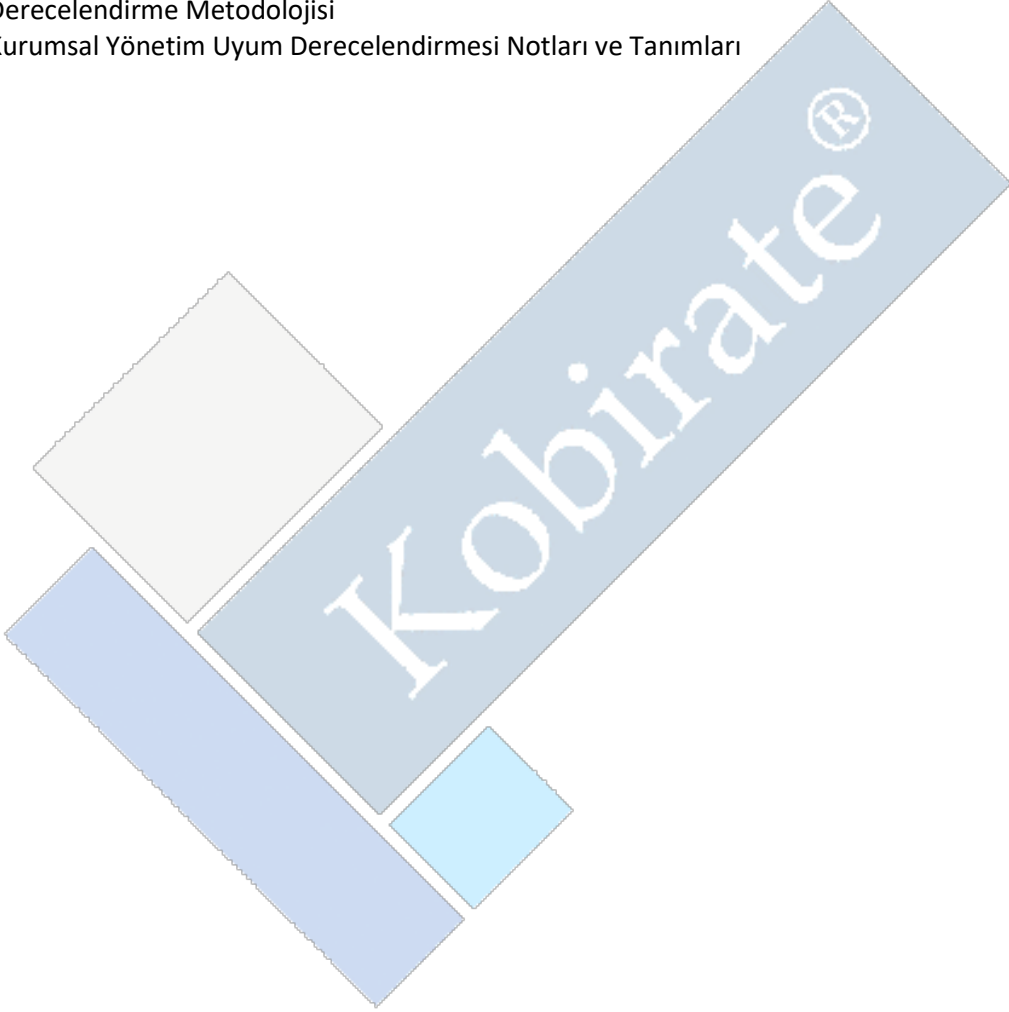 Derecelendirme Metodolojisi
Kurumsal Yönetim Uyum Derecelendirmesi Notları ve Tanımları
Kobirate®